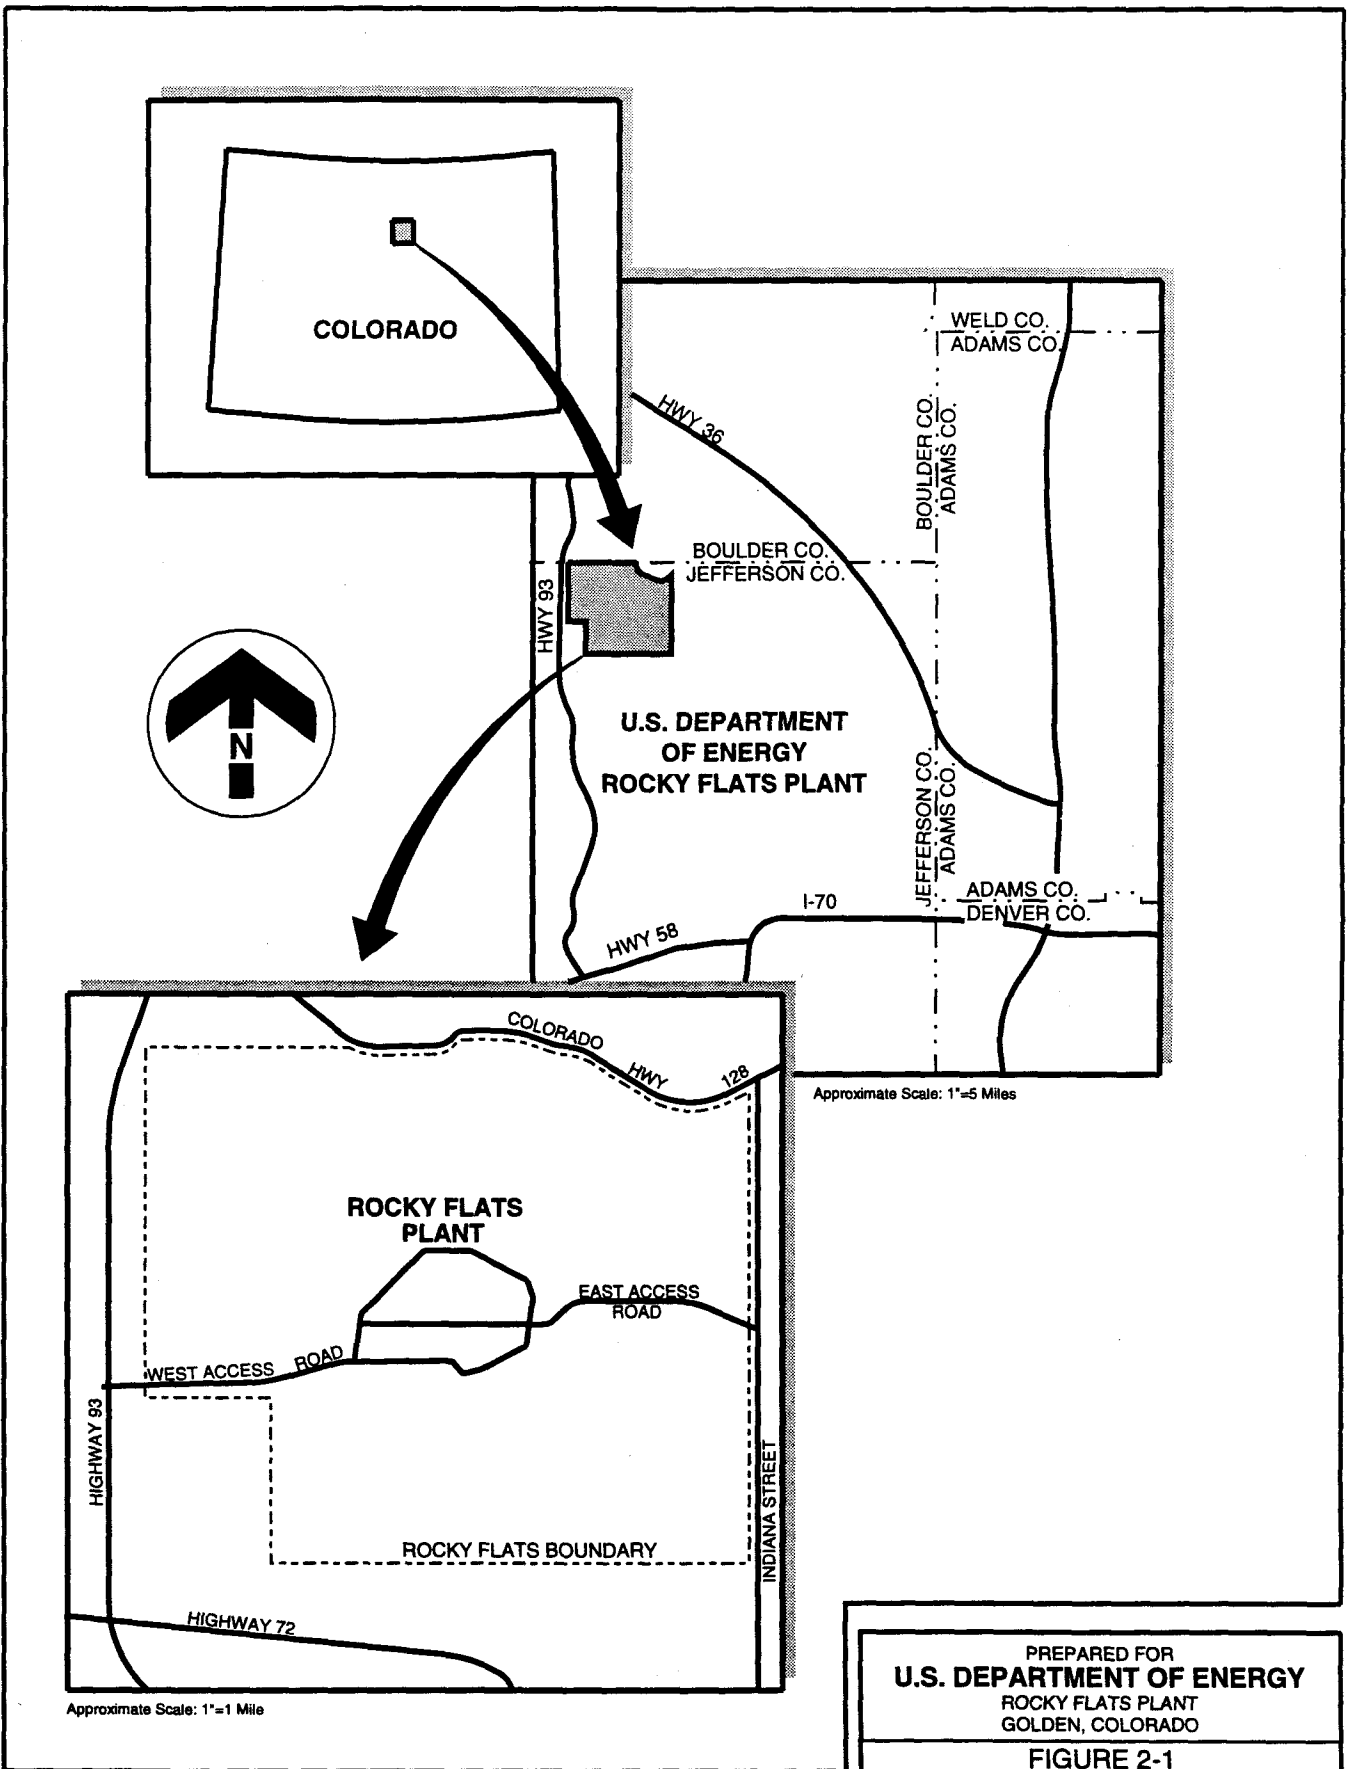 COLORADO
WELD CO.
ADAMS CO.
HWY 36
BOULDER CO.
ADAMS CO.
BOULDER CO.
JEFFERSON CO.
HWY 93
N
U.S. DEPARTMENT
OF ENERGY
ROCKY FLATS PLANT
JEFFERSON CO.
ADAMS CO.
ADAMS CO.
DENVER CO.
I-70
HWY 58
Approximate Scale: 1"=5 Miles
COLORADO HWY 128
ROCKY FLATS
PLANT
EAST ACCESS
ROAD
WEST ACCESS ROAD
HIGHWAY 93
INDIANA STREET
ROCKY FLATS BOUNDARY
HIGHWAY 72
Approximate Scale: 1"=1 Mile
PREPARED FOR
U.S. DEPARTMENT OF ENERGY
ROCKY FLATS PLANT
GOLDEN, COLORADO
FIGURE 2-1